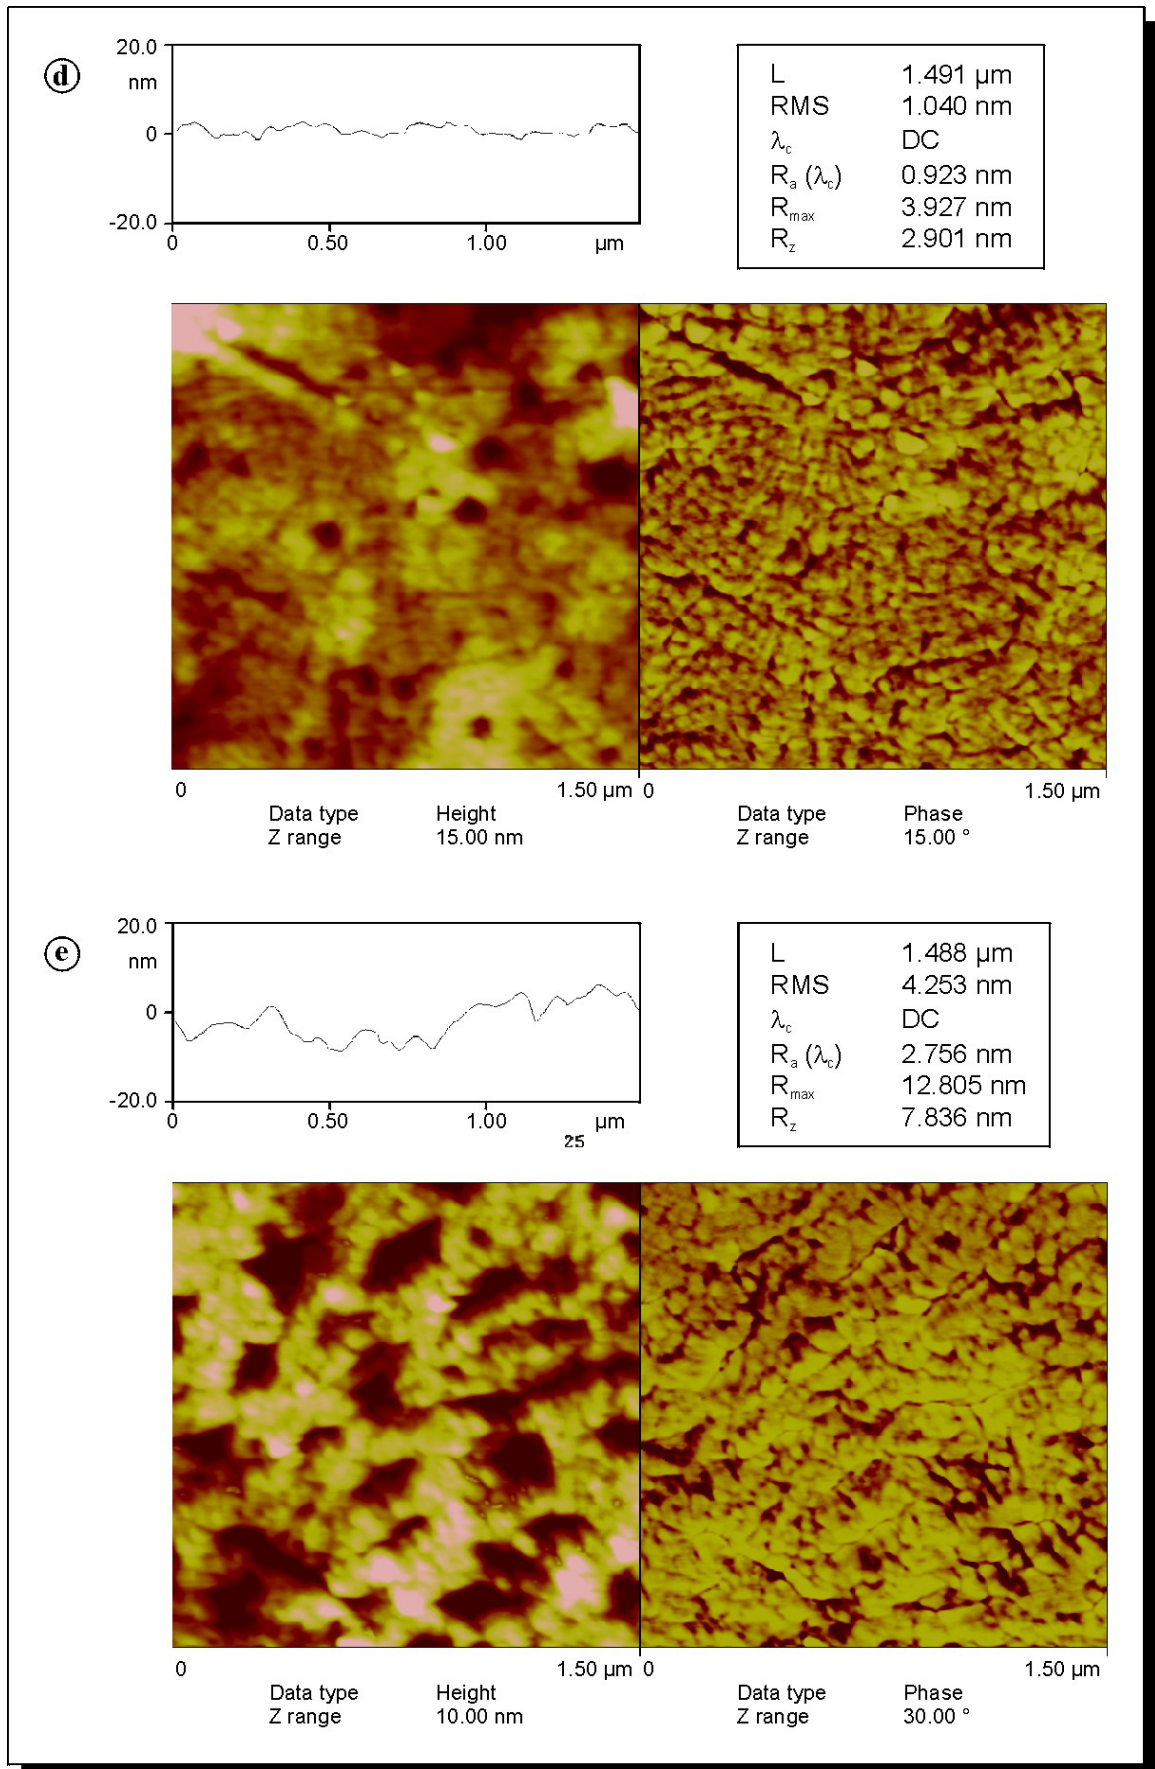 d
20.0
nm
0
-20.0
0 0.50 1.00 µm
L 1.491 µm
RMS 1.040 nm
λc DC
Ra (λc) 0.923 nm
Rmax 3.927 nm
Rz 2.901 nm
0 1.50 µm 0 1.50 µm
Data type Height Data type Phase
Z range 15.00 nm Z range 15.00 °
e
20.0
nm
0
-20.0
0 0.50 1.00 µm
25
L 1.488 µm
RMS 4.253 nm
λc DC
Ra (λc) 2.756 nm
Rmax 12.805 nm
Rz 7.836 nm
0 1.50 µm 0 1.50 µm
Data type Height Data type Phase
Z range 10.00 nm Z range 30.00 °